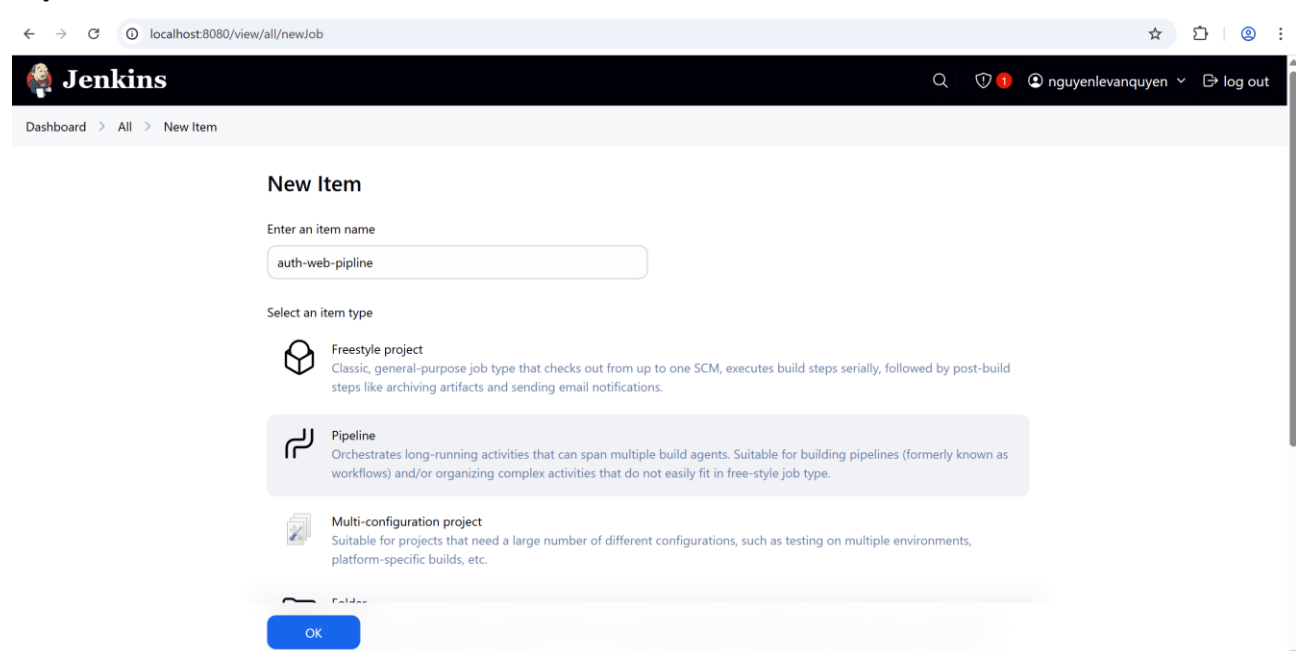 localhost:8080/view/all/newJob
Jenkins
1
nguyenlevanquyen
log out
Dashboard > All > New Item
New Item
Enter an item name
auth-web-pipline
Select an item type
Freestyle project
Classic, general-purpose job type that checks out from up to one SCM, executes build steps serially, followed by post-build
steps like archiving artifacts and sending email notifications.
Pipeline
Orchestrates long-running activities that can span multiple build agents. Suitable for building pipelines (formerly known as
workflows) and/or organizing complex activities that do not easily fit in free-style job type.
Multi-configuration project
Suitable for projects that need a large number of different configurations, such as testing on multiple environments,
platform-specific builds, etc.
Folder
OK